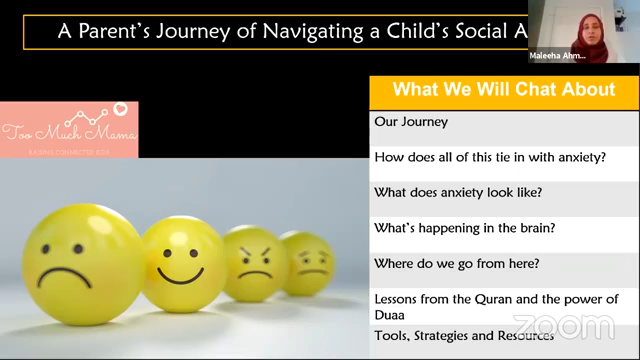 A Parent's Journey of Navigating a Child's Social A
Maleeha Ahm...
What We Will Chat About
Too Much Mama
Our Journey
How does all of this tie in with anxiety?
What does anxiety look like?
What's happening in the brain?
Where do we go from here?
Lessons from the Quran and the power of
Duaa
Tools, Strategies and Resources
zoom